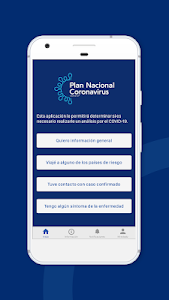 Plan Nacional
Coronavirus
Esta aplicación le permitirá determinar si es
necesario realizarse un análisis por el COVID-19.
Quiero información general
Viajé a alguno de los países de riesgo
Tuve contacto con caso confirmado
Tengo algún síntoma de la enfermedad